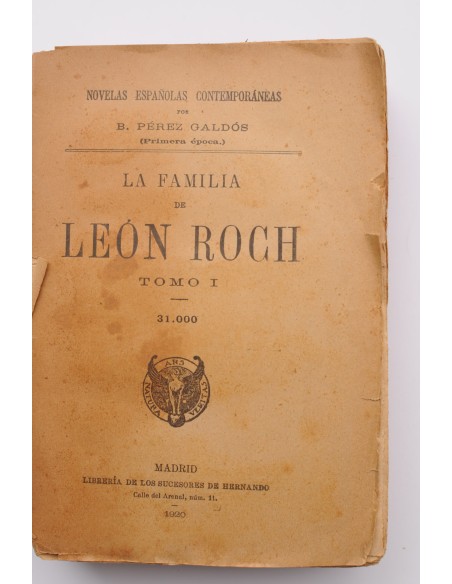 NOVELAS ESPAÑOLAS CONTEMPORÁNEAS
POR
B. PÉREZ GALDÓS
(Primera época.)
LA FAMILIA
DE
LEÓN ROCH
TOMO I
31.000
ARS
NATURA
VERITAS
MADRID
LIBRERÍA DE LOS SUCESORES DE HERNANDO
Calle del Arenal, núm. 11.
1920